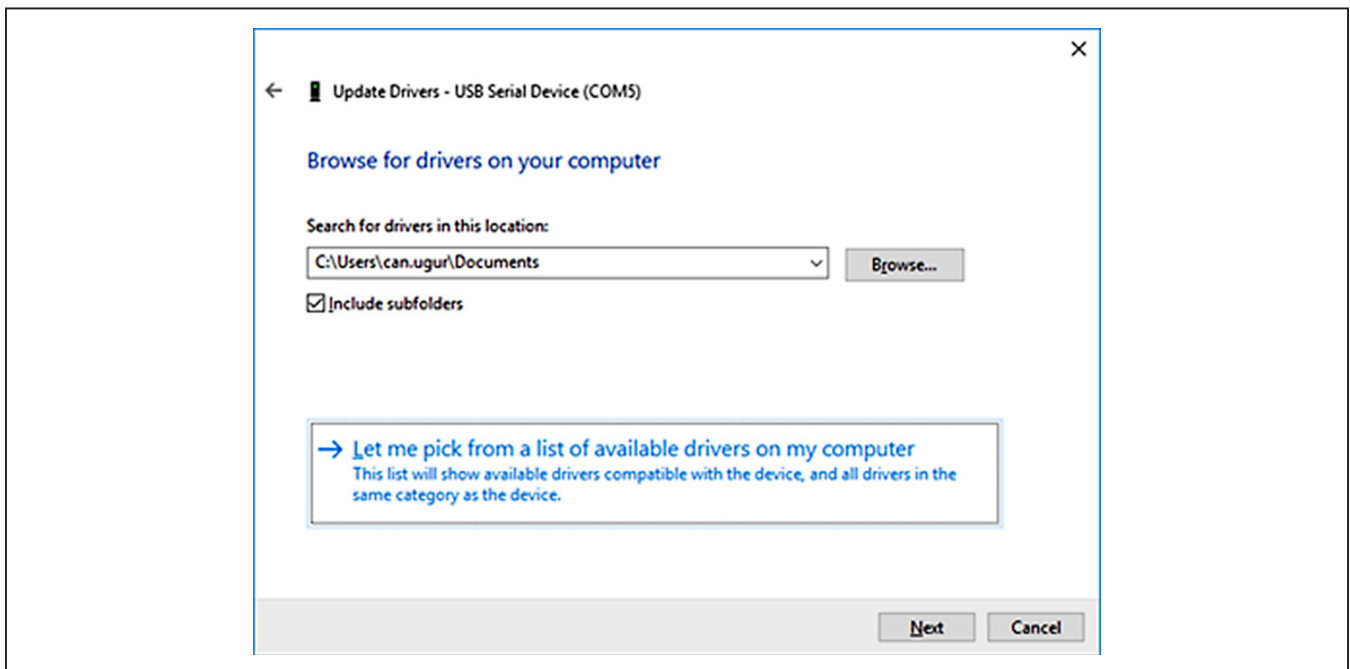 Update Drivers - USB Serial Device (COM5)
Browse for drivers on your computer
Search for drivers in this location:
C:\Users\can.ugur\Documents
Browse...
Include subfolders
Let me pick from a list of available drivers on my computer
This list will show available drivers compatible with the device, and all drivers in the
same category as the device.
Next
Cancel